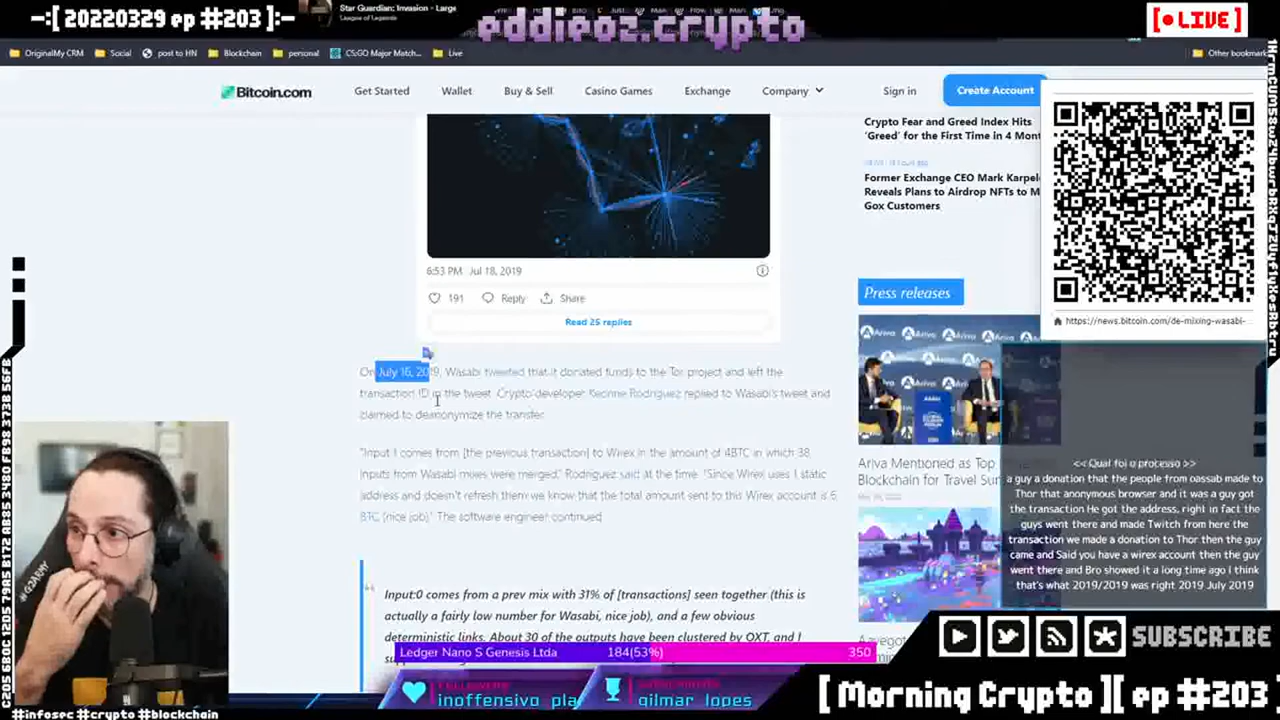 -:[ 20220329 ep #203 ]:-
Star Guardian: Invasion - Large
League of Legends
eddieoz.crypto
[ LIVE ]
OriginalMy CRM
Social
post to HN
Blockchain
personal
CS:GO Major Match...
Live
Other bookmark
Bitcoin.com
Get Started
Wallet
Buy & Sell
Casino Games
Exchange
Company
Sign in
Create Account
Crypto Fear and Greed Index Hits
'Greed' for the First Time in 4 Mont
Former Exchange CEO Mark Karpel
Reveals Plans to Airdrop NFTs to M
Gox Customers
https://news.bitcoin.com/de-mixing-wasabi-...
6:53 PM Jul 18, 2019
191
Reply
Share
Read 25 replies
Press releases
On July 16, 2019, Wasabi tweeted that it donated funds to the Tor project and left the
transaction ID in the tweet. Crypto developer Keonne Rodriguez replied to Wasabi's tweet and
claimed to deanonymize the transfer.
"Input 1 comes from [the previous transaction] to Wirex in the amount of 4BTC in which 38
inputs from Wasabi mixes were merged," Rodriguez said at the time. "Since Wirex uses 1 static
address and doesn't refresh them we know that the total amount sent to this Wirex account is 6
BTC (nice job)." The software engineer continued
Input:0 comes from a prev mix with 31% of [transactions] seen together (this is
actually a fairly low number for Wasabi, nice job), and a few obvious
deterministic links. About 30 of the outputs have been clustered by OXT, and I
Ariva
Ariva Mentioned as Top
Blockchain for Travel
<< Qual foi o processo >>
a guy a donation that the people from oassab made to
Thor that anonymous browser and it was a guy got
the transaction He got the address, right in fact the
guys went there and made Twitch from here the
transaction we made a donation to Thor then the guy
came and Said you have a wirex account then the guy
went there and Bro showed it a long time ago I think
that's what 2019/2019 was right 2019 July 2019
Ledger Nano S Genesis Ltda
184(53%)
350
inoffensivo_pla
gilmar_lopes
SUBSCRIBE
[ Morning Crypto ][ ep #203 ]
#infosec #crypto #blockchain